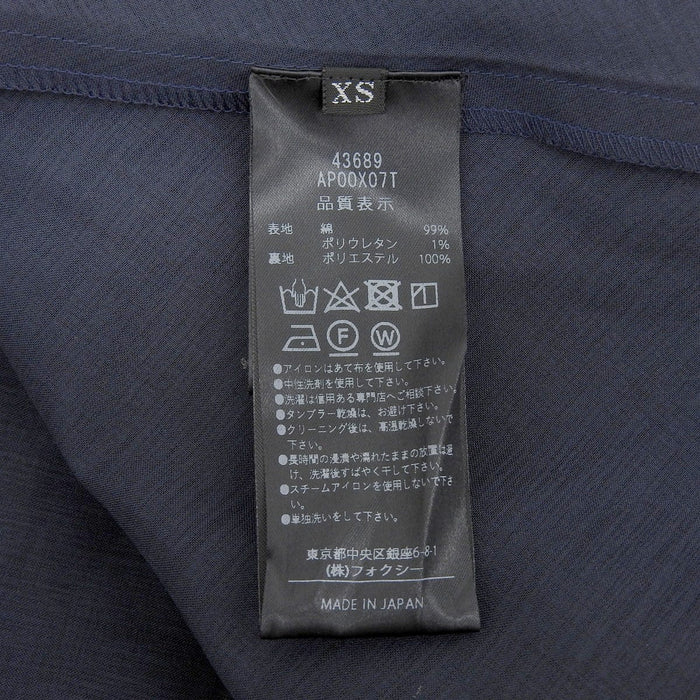 XS
43689
AP00X07T
品質表示
表地 綿 99%
ポリウレタン 1%
裏地 ポリエステル 100%
F W
●アイロンはあて布を使用して下さい。
●中性洗剤を使用して下さい。
●洗濯は信用ある専門店へご相談下さい。
●タンブラー乾燥は、お避け下さい。
●クリーニング後は、高温乾燥しないで
下さい。
●長時間の浸漬や濡れたままの放置は避
け、洗濯後すばやく干して下さい。
●スチームアイロンを使用しないで下さ
い。
●単独洗いをして下さい。
東京都中央区銀座6-8-1
(株)フォクシー
MADE IN JAPAN